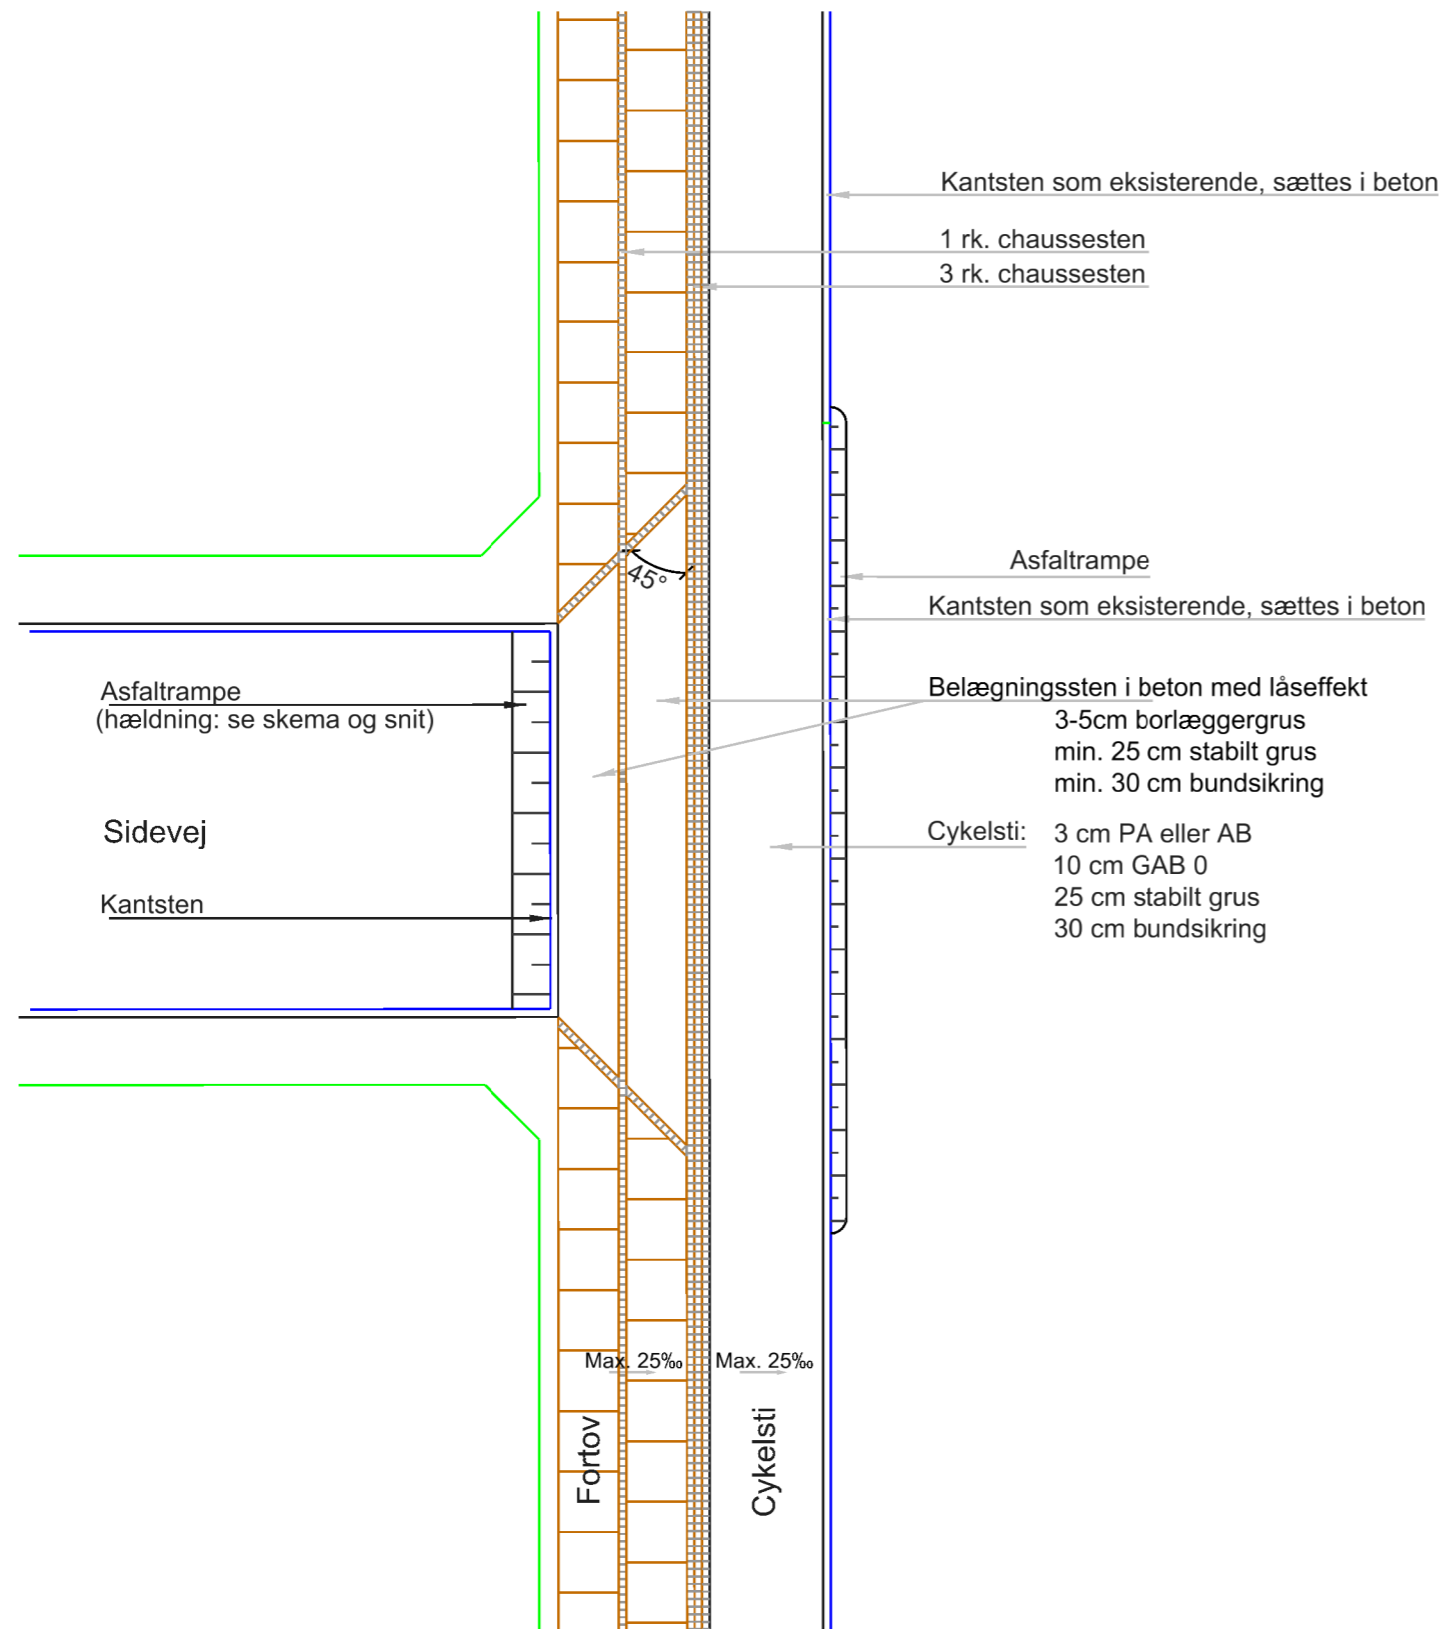 Kantsten som eksisterende, sættes i beton
1 rk. chaussesten
3 rk. chaussesten
45°
Asfaltrampe
Kantsten som eksisterende, sættes i beton
Asfaltrampe
(hældning: se skema og snit)
Belægningssten i beton med låseffekt
3-5cm borlæggergrus
min. 25 cm stabilt grus
min. 30 cm bundsikring
Sidevej
Cykelsti: 3 cm PA eller AB
10 cm GAB 0
25 cm stabilt grus
30 cm bundsikring
Kantsten
Max. 25‰ Max. 25‰
Fortov
Cykelsti